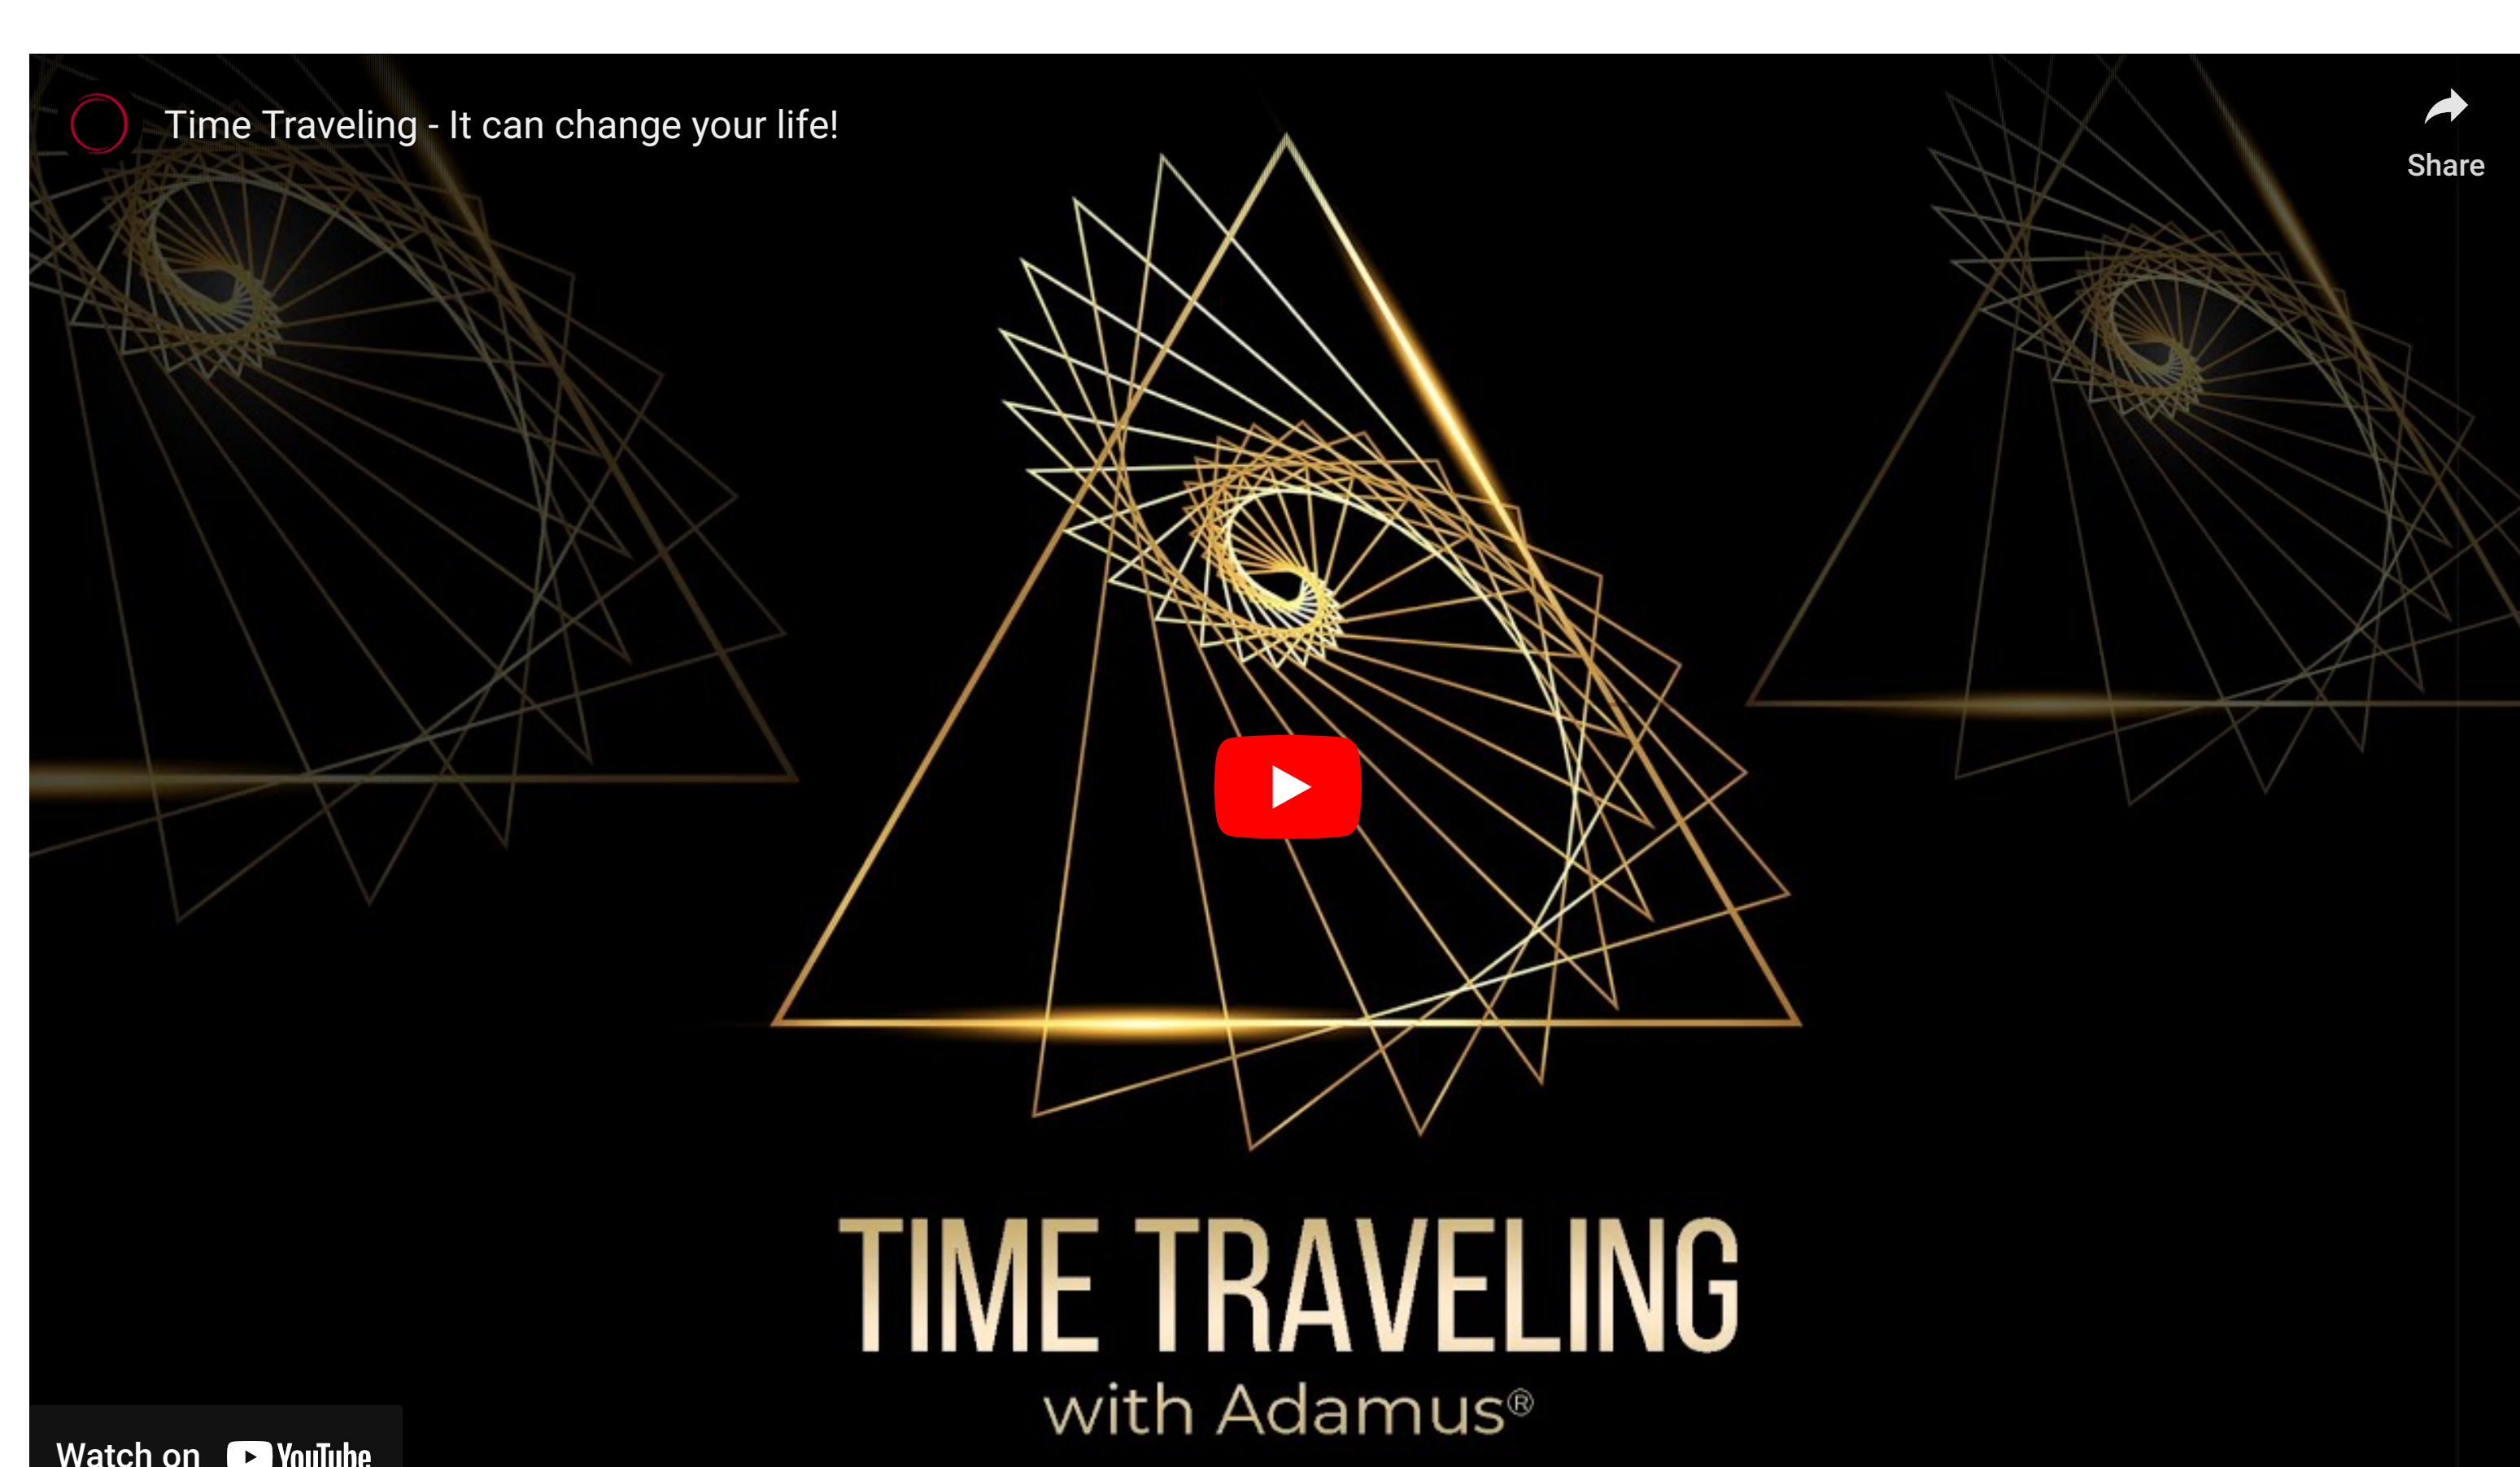 Time Traveling - It can change your life!
Share
TIME TRAVELING
with Adamus®
Watch on YouTube